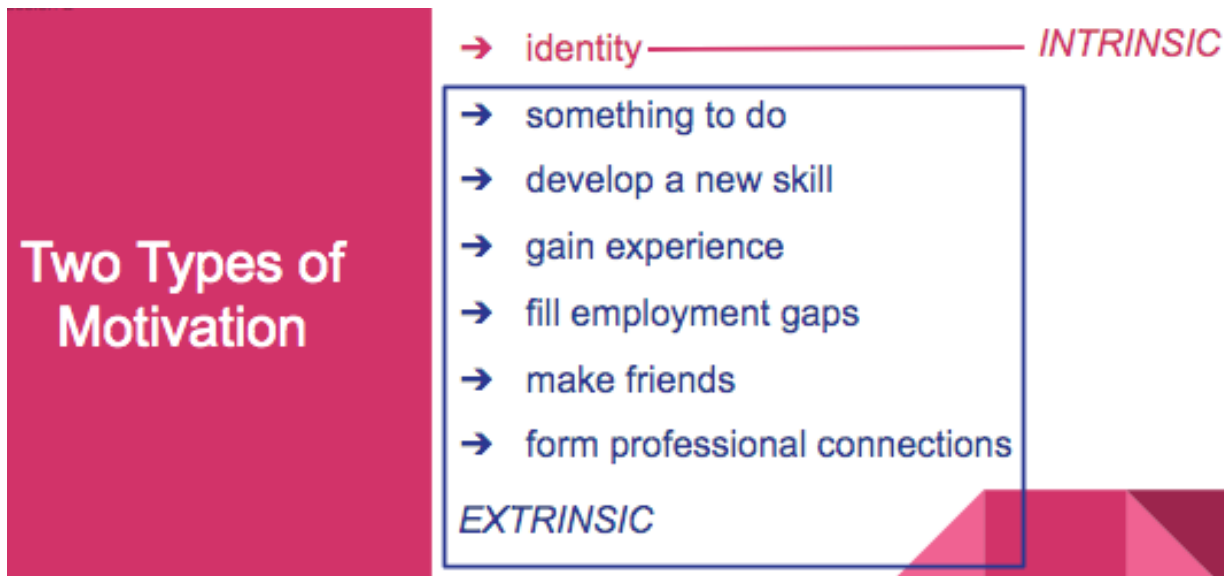 Two Types of
Motivation
➔ identity
INTRINSIC
➔ something to do
➔ develop a new skill
➔ gain experience
➔ fill employment gaps
➔ make friends
➔ form professional connections
EXTRINSIC